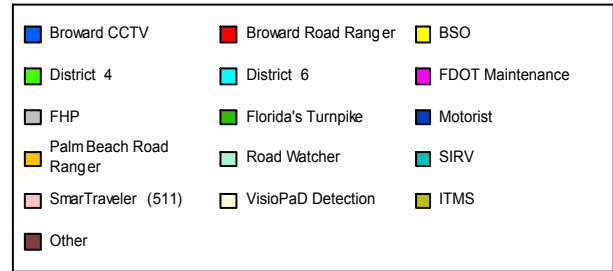 Broward CCTV
Broward Road Ranger
BSO
District 4
District 6
FDOT Maintenance
FHP
Florida's Turnpike
Motorist
Palm Beach Road
Ranger
Road Watcher
SIRV
SmarTraveler (511)
VisioPaD Detection
ITMS
Other